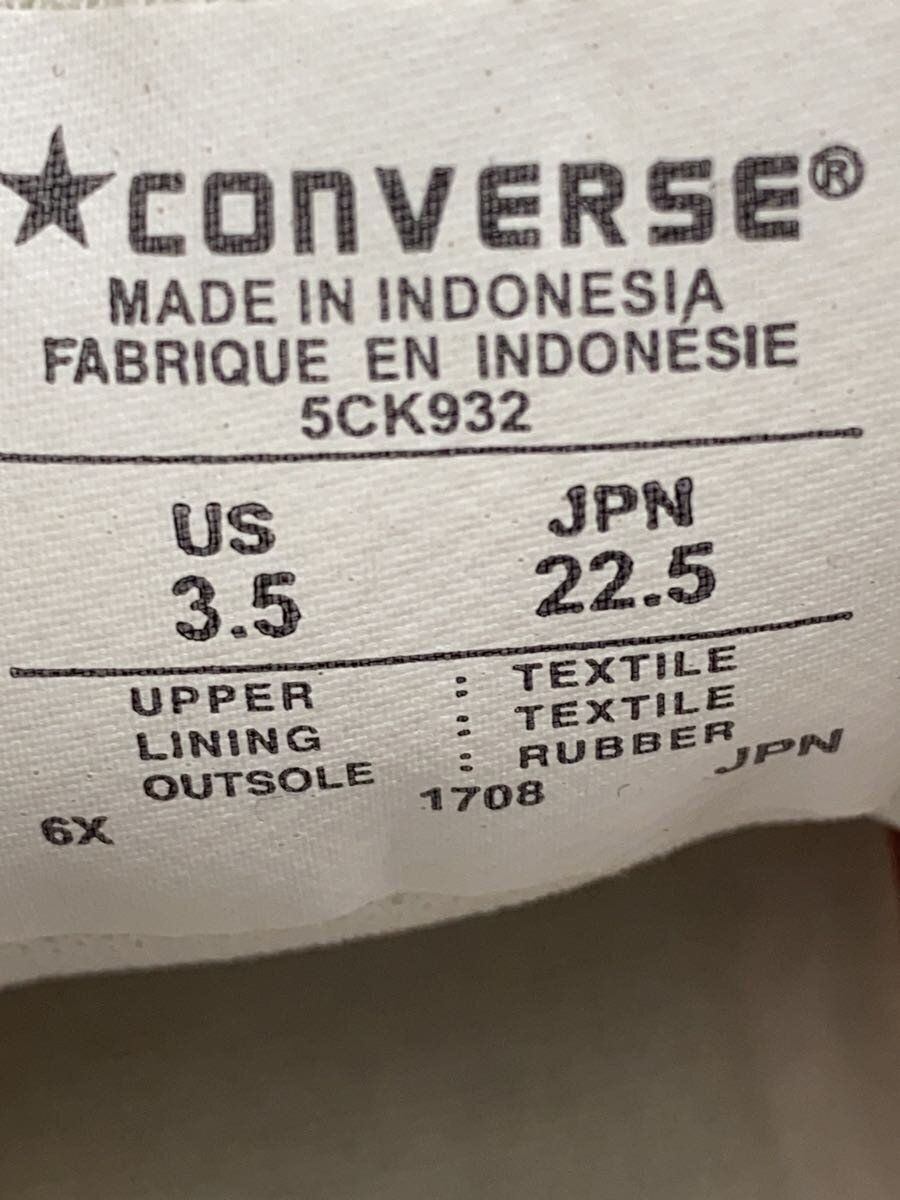 ★CONVERSE®
MADE IN INDONESIA
FABRIQUE EN INDONÉSIE
5CK932
US JPN
3.5 22.5
UPPER : TEXTILE
LINING : TEXTILE
OUTSOLE : RUBBER
6X 1708 JPN